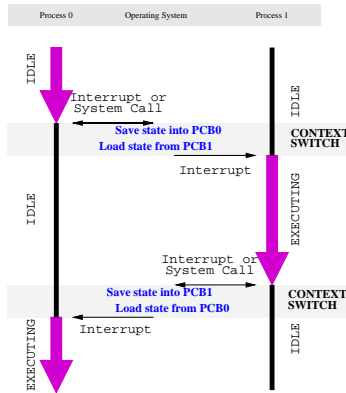 Process 0 Operating System Process 1
IDLE
Interrupt or
System Call
IDLE
Save state into PCB0
Load state from PCB1
CONTEXT
SWITCH
Interrupt
IDLE
EXECUTING
Interrupt or
System Call
Save state into PCB1
Load state from PCB0
CONTEXT
SWITCH
Interrupt
EXECUTING
IDLE